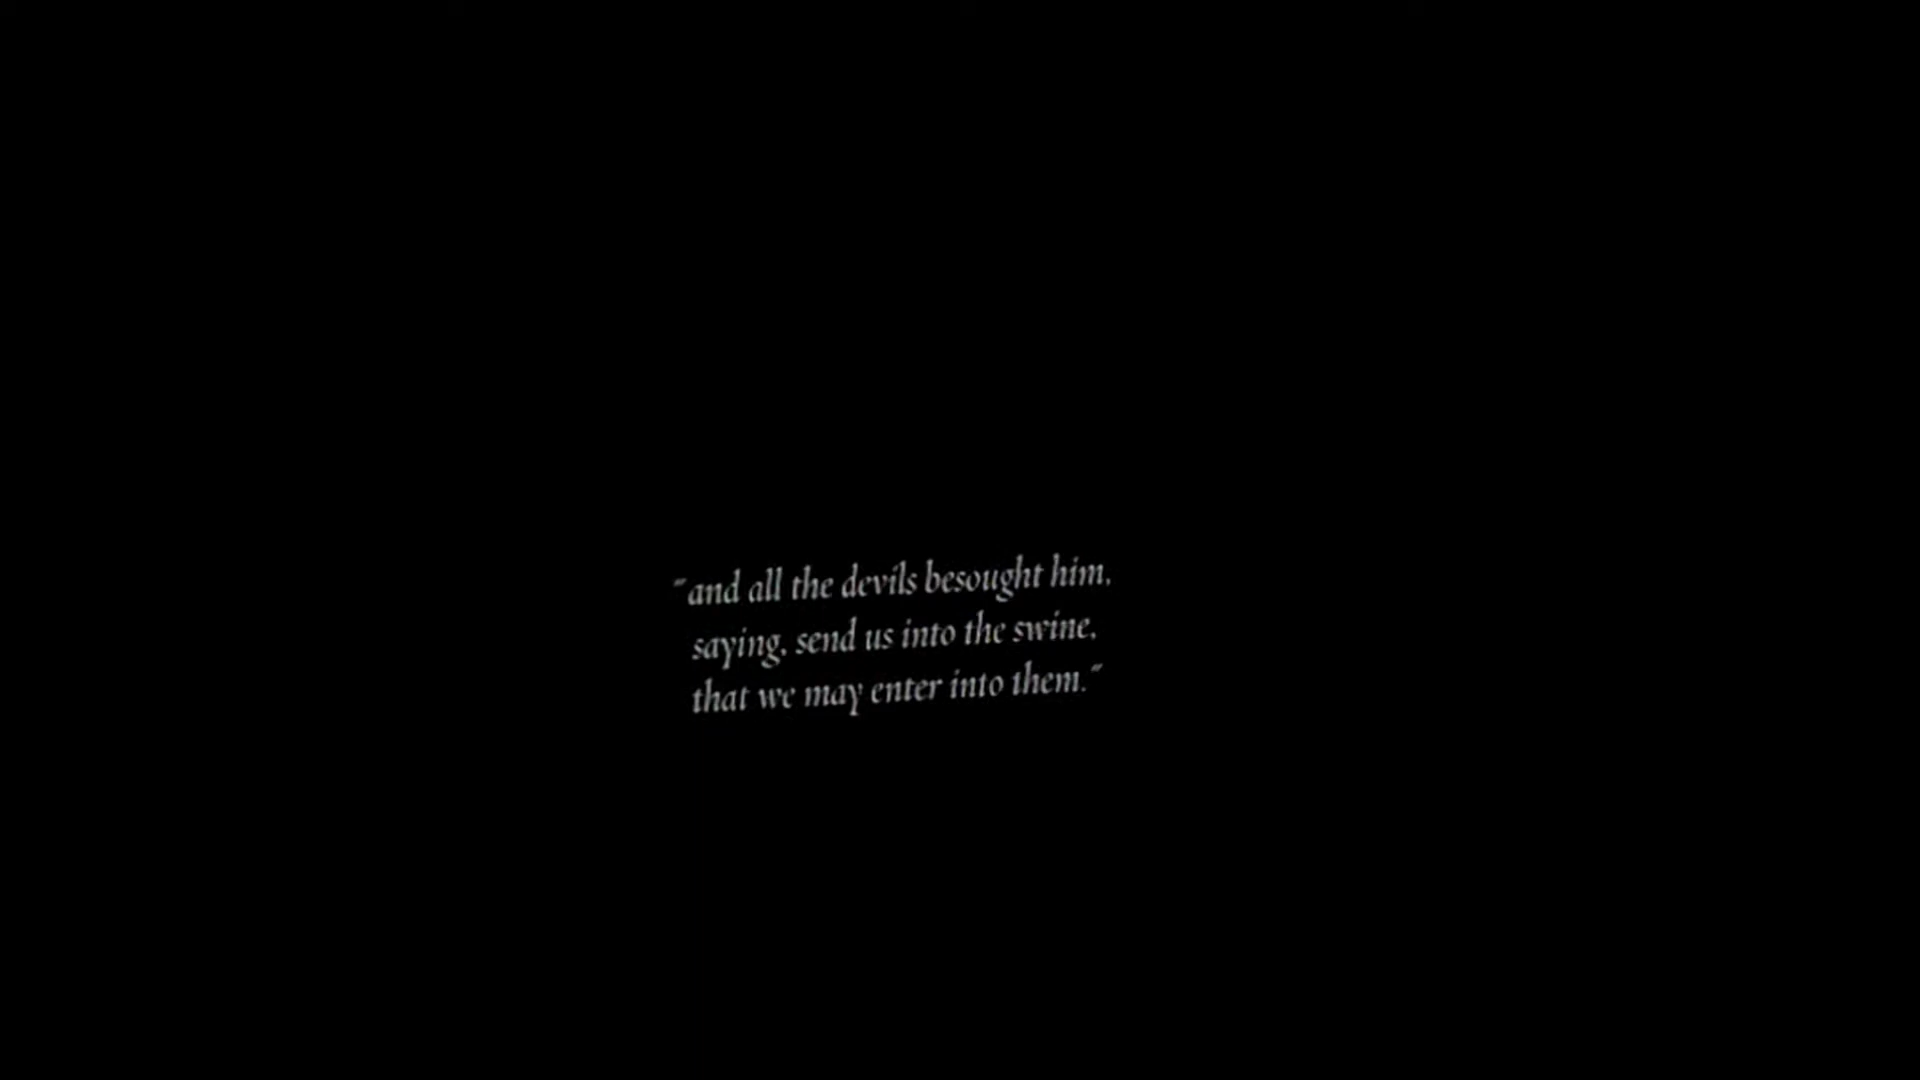 "and all the devils besought him,
saying, send us into the swine,
that we may enter into them."